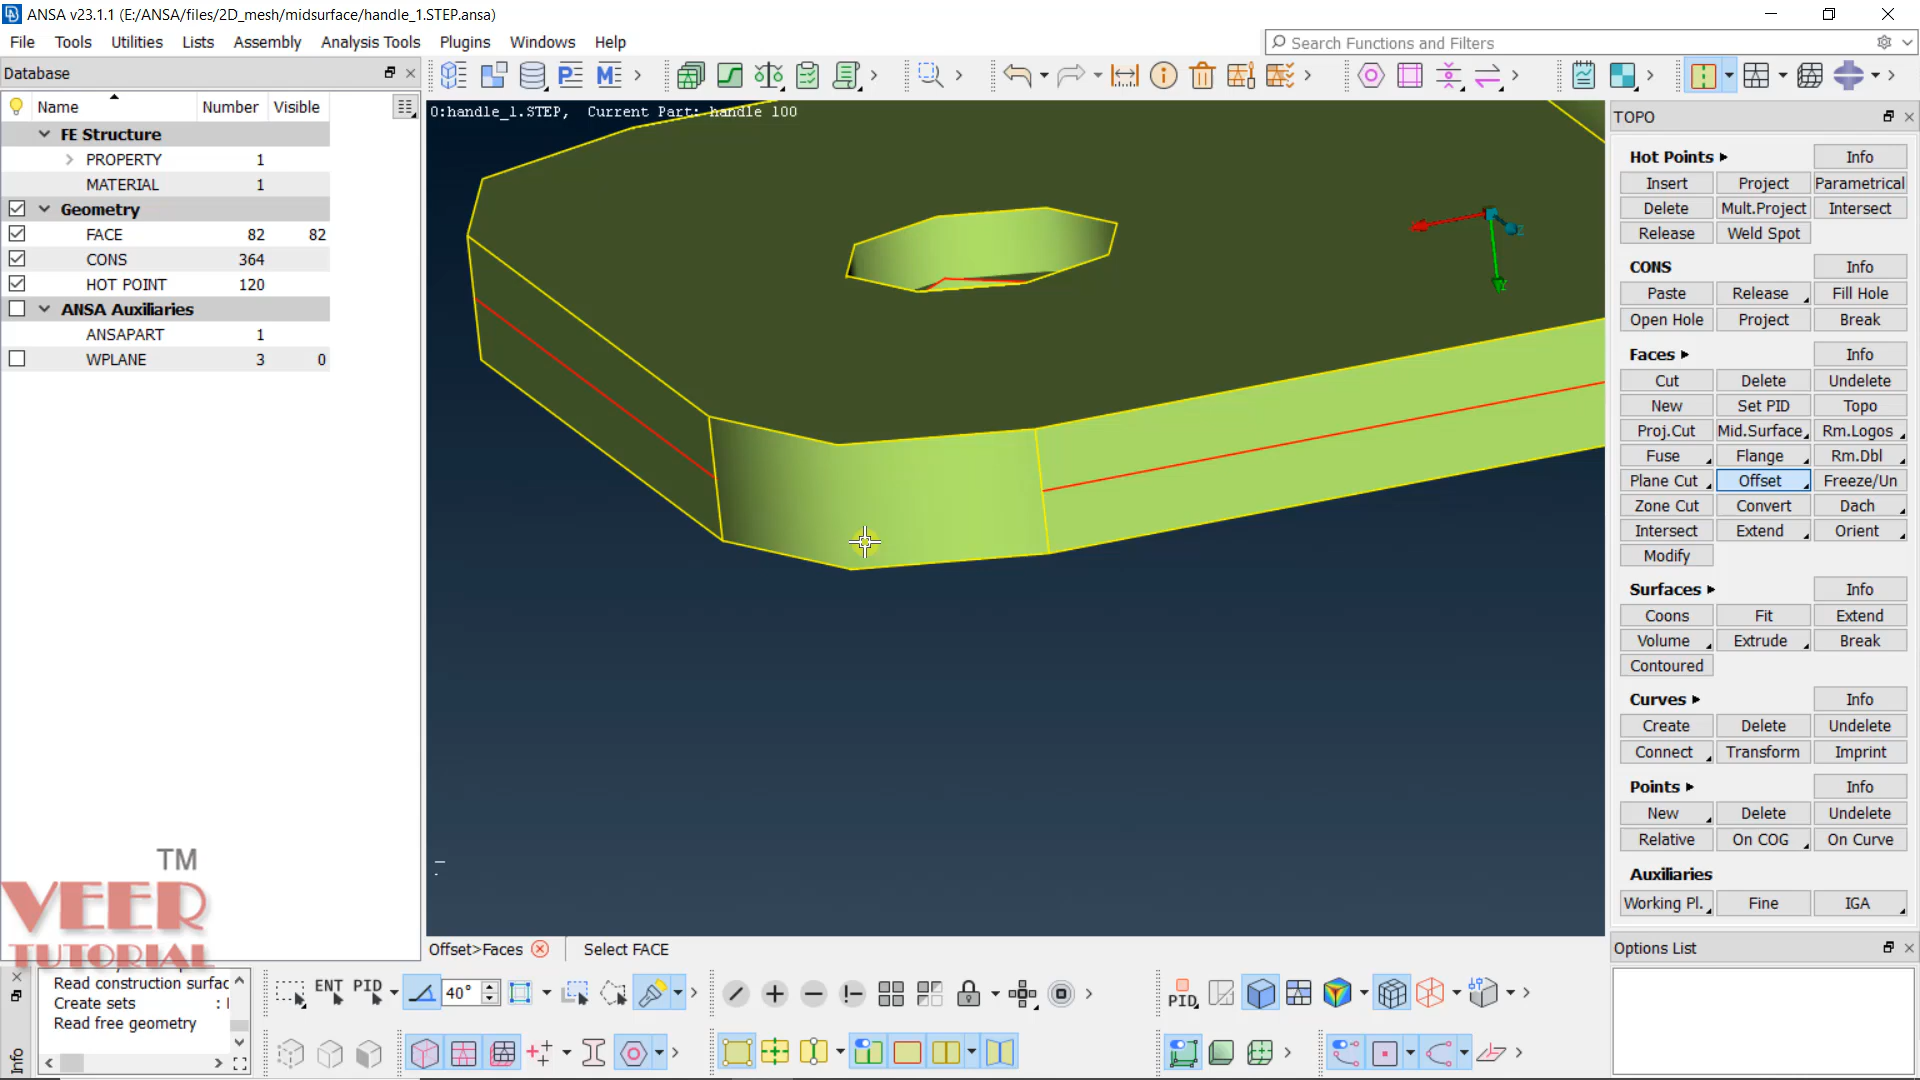 ANSA v23.1.1 (E:/ANSA/files/2D_mesh/midsurface/handle_1.STEP.ansa)
File Tools Utilities Lists Assembly Analysis Tools Plugins Windows Help
Search Functions and Filters
Database
Name Number Visible
FE Structure
PROPERTY 1
MATERIAL 1
Geometry
FACE 82 82
CONS 364
HOT POINT 120
ANSA Auxiliaries
ANSAPART 1
WPLANE 3 0
TM
VEER
TUTORIAL
0:handle_1.STEP, Current Part: handle 100
Z
Y
TOPO
Hot Points Info
Insert Project Parametrical
Delete Mult.Project Intersect
Release Weld Spot
CONS Info
Paste Release Fill Hole
Open Hole Project Break
Faces Info
Cut Delete Undelete
New Set PID Topo
Proj.Cut Mid.Surface Rm.Logos
Fuse Flange Rm.Dbl
Plane Cut Offset Freeze/Un
Zone Cut Convert Dach
Intersect Extend Orient
Modify
Surfaces Info
Coons Fit Extend
Volume Extrude Break
Contoured
Curves Info
Create Delete Undelete
Connect Transform Imprint
Points Info
New Delete Undelete
Relative On COG On Curve
Auxiliaries
Working Pl. Fine IGA
Options List
Offset>Faces Select FACE
Info
Read construction surfac
Create sets :
Read free geometry
ENT PID 40°
PID